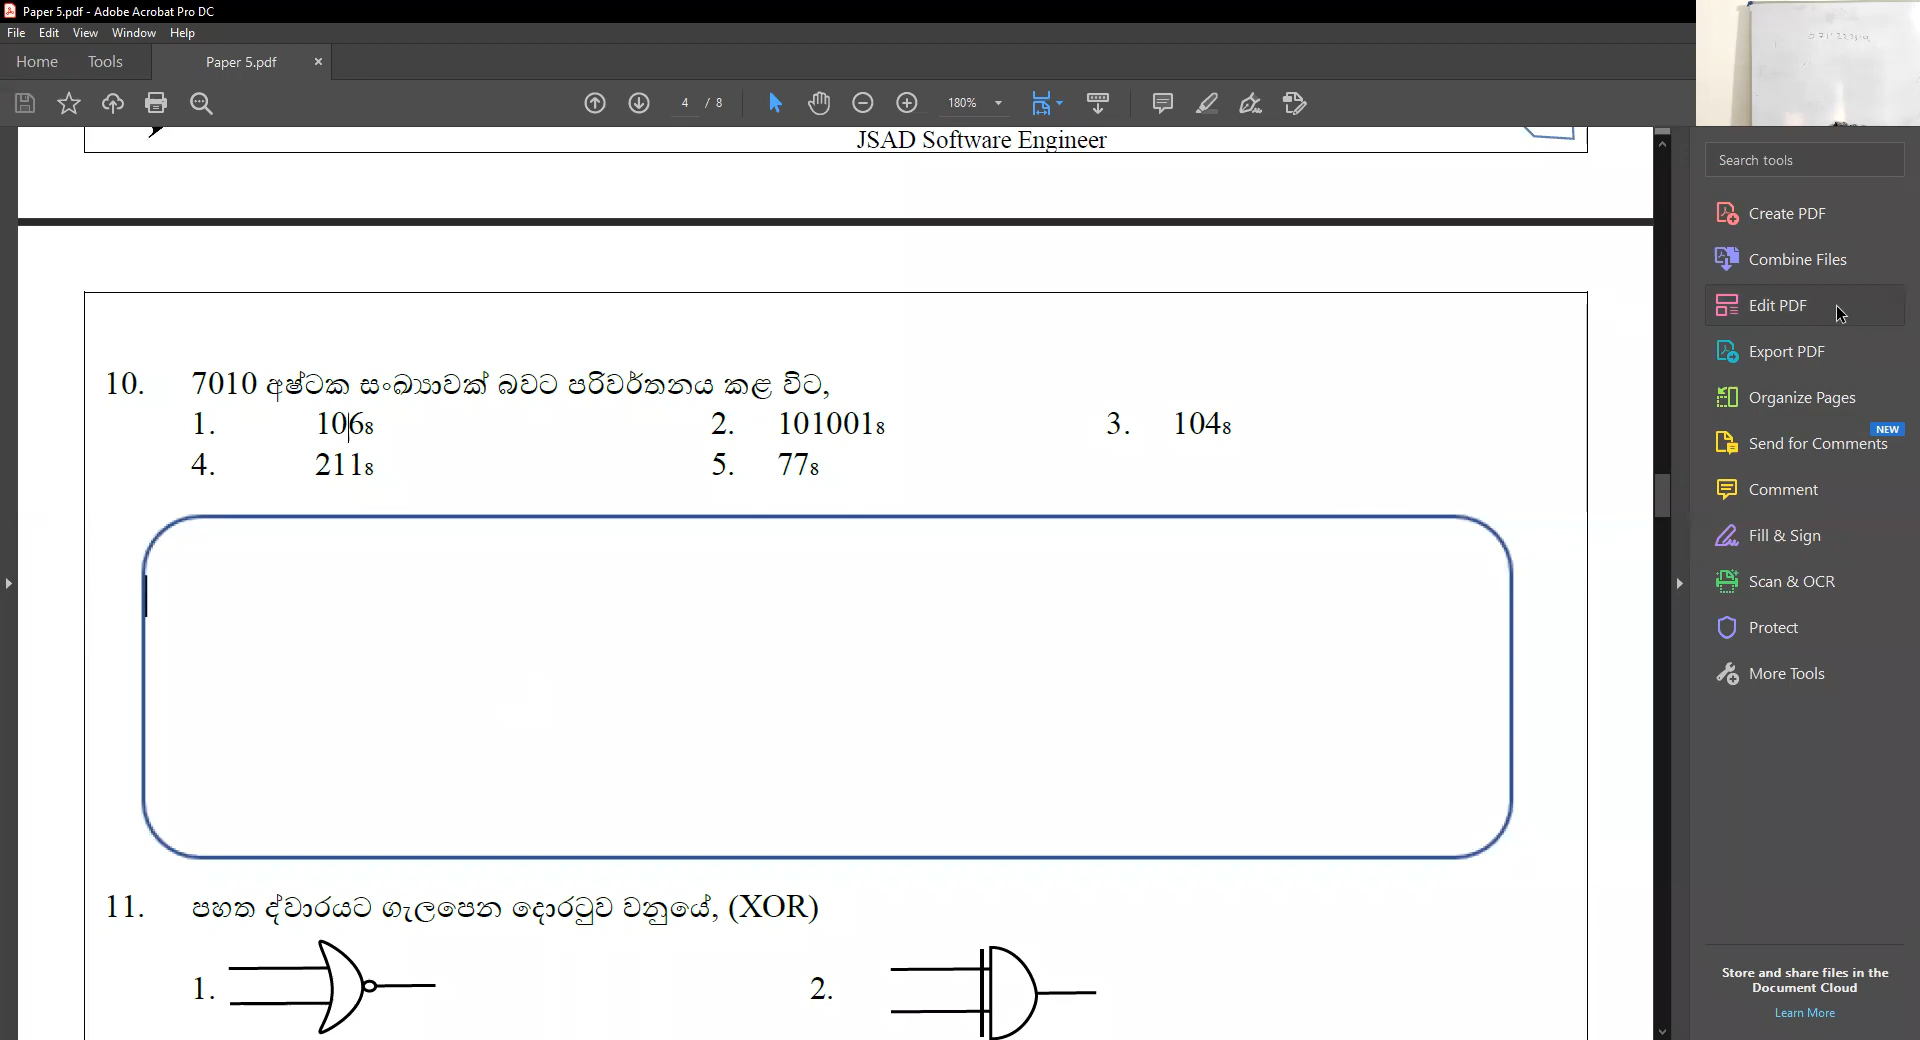 Paper 5.pdf - Adobe Acrobat Pro DC
File Edit View Window Help
Home Tools Paper 5.pdf ×
4 / 8 180%
JSAD Software Engineer
10. 7010 අෂ්ටක සංඛ්‍යාවක් බවට පරිවර්තනය කළ විට,
1. 106₈ 2. 101001₈ 3. 104₈
4. 211₈ 5. 77₈
11. පහත ද්වාරයට ගැලපෙන දොරටුව වනුයේ, (XOR)
1. 2.
Search tools
Create PDF
Combine Files
Edit PDF
Export PDF
Organize Pages
NEW
Send for Comments
Comment
Fill & Sign
Scan & OCR
Protect
More Tools
Store and share files in the
Document Cloud
Learn More